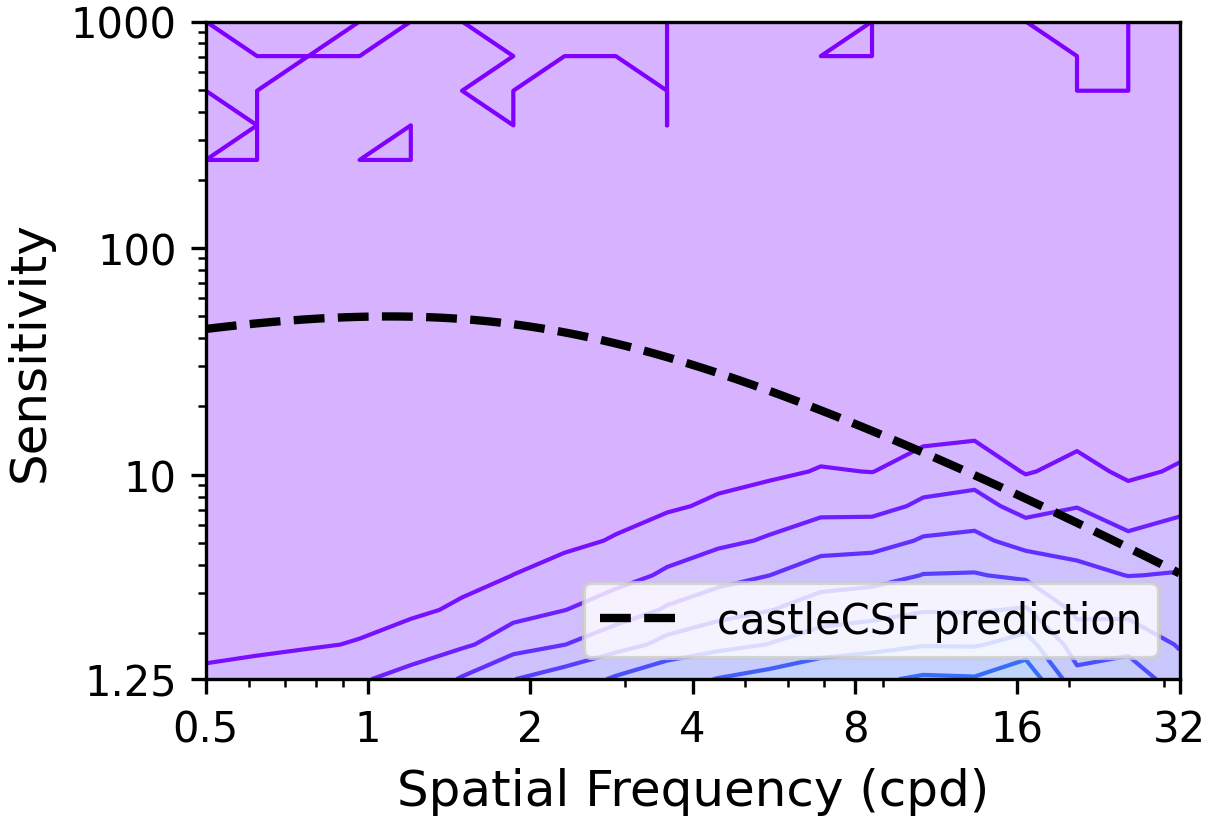 1000
100
10
1.25
Sensitivity
castleCSF prediction
0.5 1 2 4 8 16 32
Spatial Frequency (cpd)